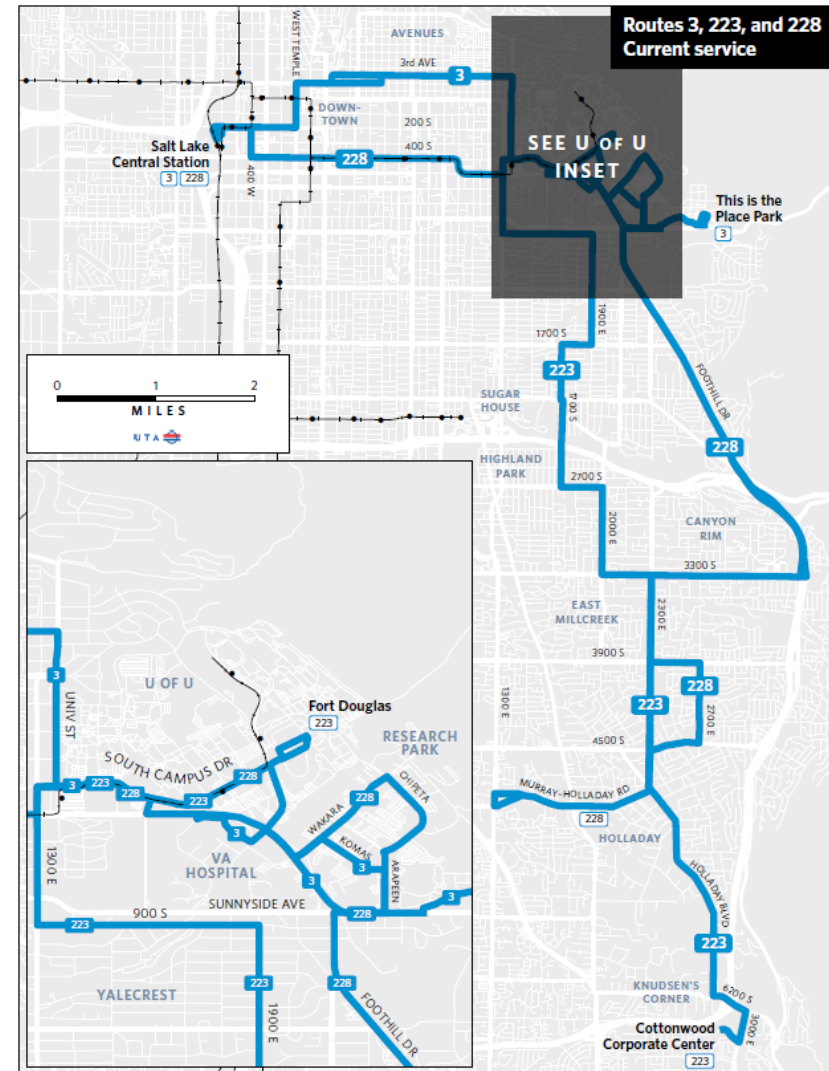 Routes 3, 223, and 228
Current service
WEST TEMPLE
AVENUES
3rd AVE
3
DOWN-
TOWN
200 S
400 S
228
Salt Lake
Central Station
3 228
400 W
SEE U OF U
INSET
This is the
Place Park
3
1900 E
1700 S
223
1700 S
SUGAR
HOUSE
FOOTHILL DR
228
HIGHLAND
PARK
2700 S
2000 E
CANYON
RIM
3300 S
0 1 2
MILES
UTA
EAST
MILLCREEK
2300 E
3900 S
1300 E
223
228
2700 E
4500 S
MURRAY-HOLLADAY RD
228
HOLLADAY
HOLLADAY BLVD
223
KNUDSEN'S
CORNER
6200 S
3000 E
Cottonwood
Corporate Center
223
3
UNIV ST
U OF U
Fort Douglas
223
RESEARCH
PARK
SOUTH CAMPUS DR
3
223
228
223
228
CHIPETA
228
WAKARA
3
KOMAS
3
ARAPEEN
VA
HOSPITAL
1300 E
3
SUNNYSIDE AVE
228
3
900 S
223
223
228
YALECREST
1900 E
FOOTHILL DR